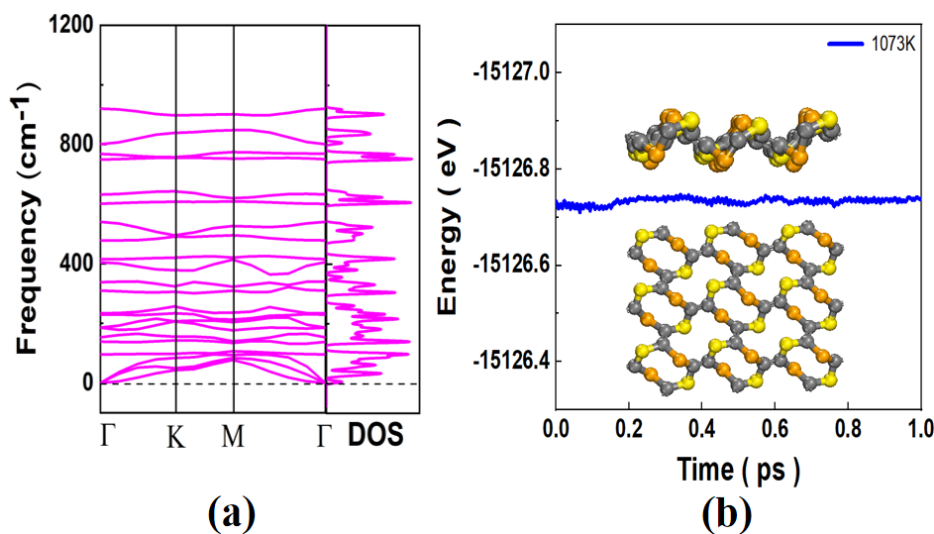 Frequency (cm-1)
1200
800
400
0
Γ K M Γ DOS
(a)
Energy ( eV )
-15127.0
-15126.8
-15126.6
-15126.4
1073K
0.0 0.2 0.4 0.6 0.8 1.0
Time ( ps )
(b)